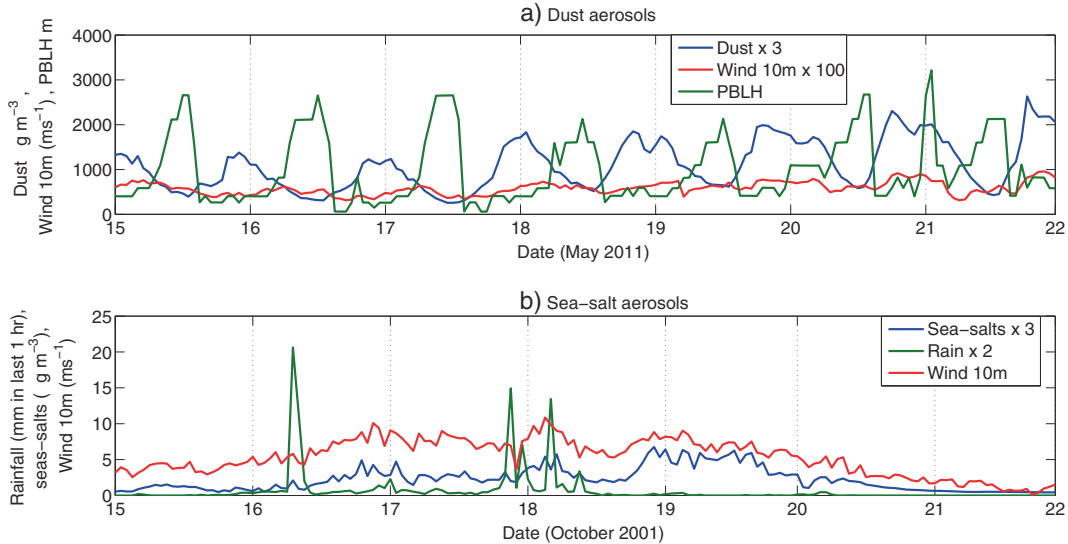 a) Dust aerosols
Dust g m−3 ,
Wind 10m (ms−1) , PBLH m
4000
3000
2000
1000
0
Dust x 3
Wind 10m x 100
PBLH
15 16 17 18 19 20 21 22
Date (May 2011)
b) Sea−salt aerosols
Rainfall (mm in last 1 hr),
seas−salts ( g m−3),
Wind 10m (ms−1)
25
20
15
10
5
0
Sea−salts x 3
Rain x 2
Wind 10m
15 16 17 18 19 20 21 22
Date (October 2001)